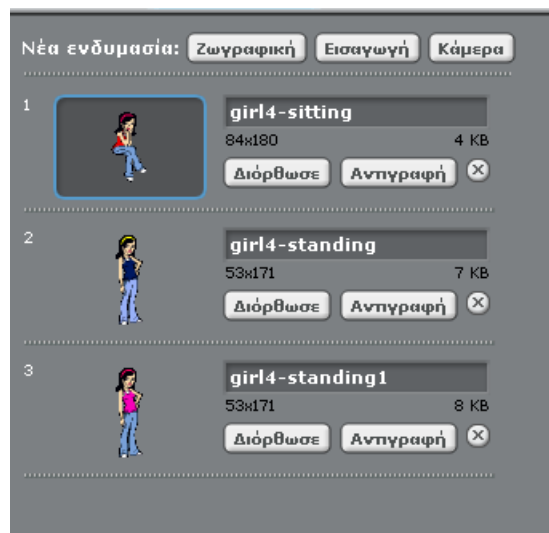 Νέα ενδυμασία: Ζωγραφική Εισαγωγή Κάμερα
1
girl4-sitting
84x180 4 KB
Διόρθωσε Αντιγραφή
2
girl4-standing
53x171 7 KB
Διόρθωσε Αντιγραφή
3
girl4-standing1
53x171 8 KB
Διόρθωσε Αντιγραφή